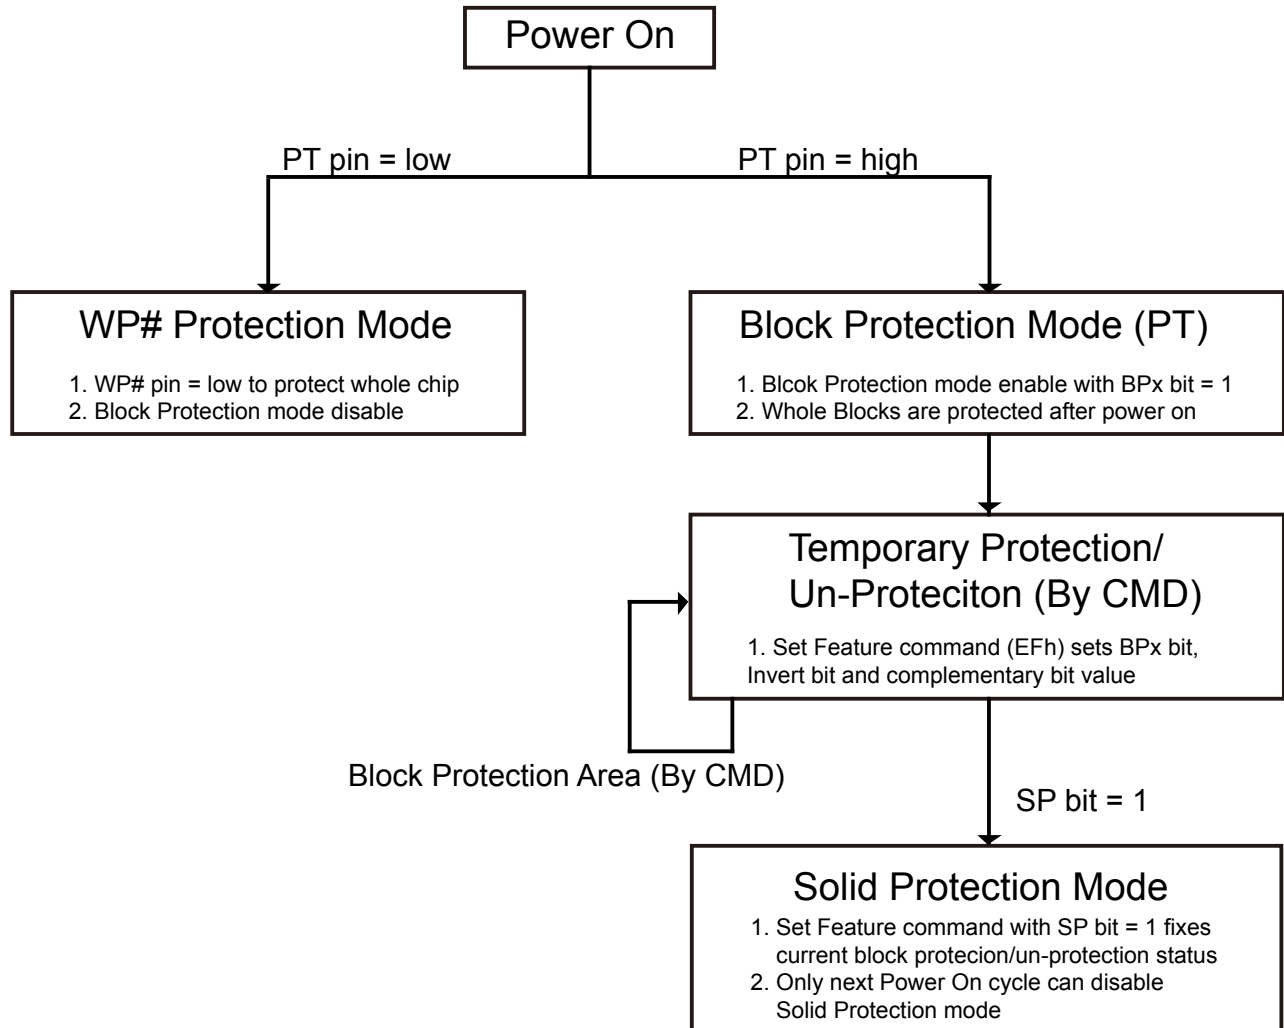 Power On
PT pin = low
PT pin = high
WP# Protection Mode
1. WP# pin = low to protect whole chip
2. Block Protection mode disable
Block Protection Mode (PT)
1. Blcok Protection mode enable with BPx bit = 1
2. Whole Blocks are protected after power on
Temporary Protection/
Un-Proteciton (By CMD)
1. Set Feature command (EFh) sets BPx bit,
Invert bit and complementary bit value
Block Protection Area (By CMD)
SP bit = 1
Solid Protection Mode
1. Set Feature command with SP bit = 1 fixes
current block protecion/un-protection status
2. Only next Power On cycle can disable
Solid Protection mode